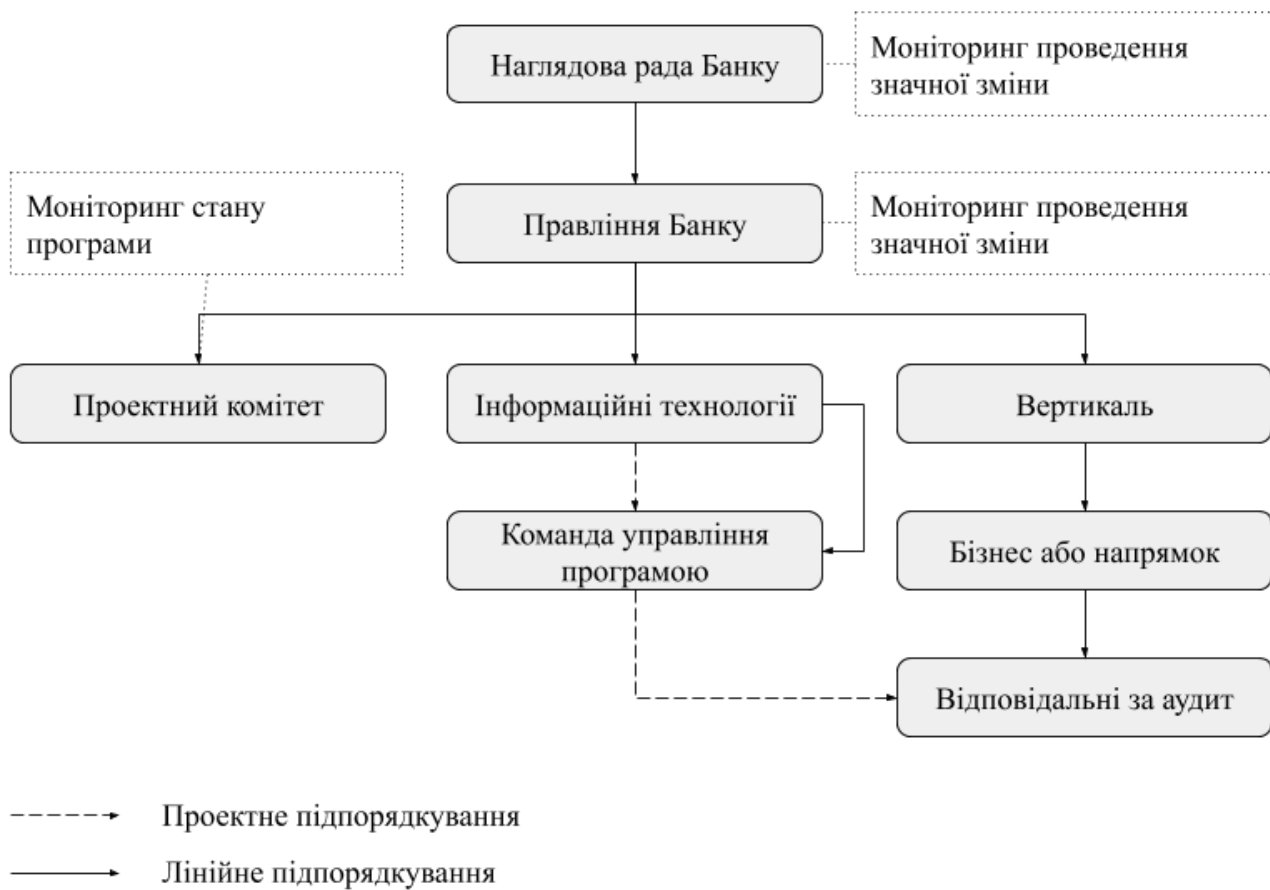 Наглядова рада Банку
Моніторинг проведення
значної зміни
Моніторинг стану
програми
Правління Банку
Моніторинг проведення
значної зміни
Проектний комітет
Інформаційні технології
Вертикаль
Команда управління
програмою
Бізнес або напрямок
Відповідальні за аудит
Проектне підпорядкування
Лінійне підпорядкування